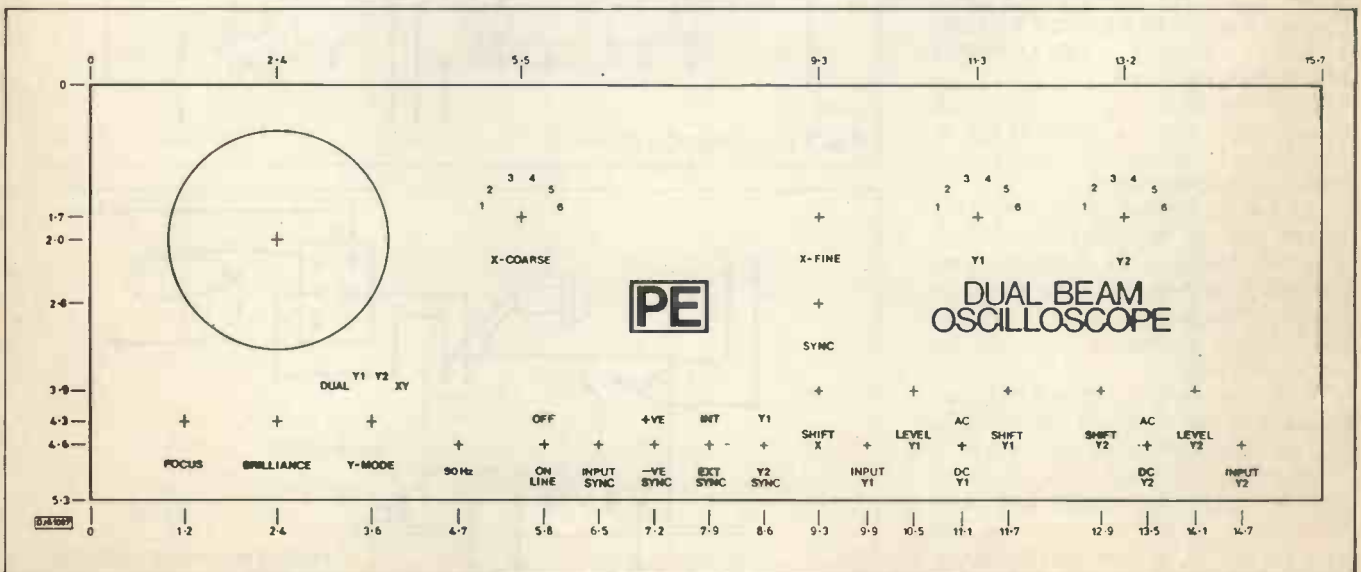 0 2·4 5·5 9·3 11·3 13·2 15·7
0
1 2 3 4 5 6 1 2 3 4 5 6 1 2 3 4 5 6
1·7
2·0
X-COARSE X-FINE Y1 Y2
2·8
PE
DUAL BEAM
OSCILLOSCOPE
SYNC
DUAL Y1 Y2 XY
3·9
4·3
OFF +VE INT Y1 AC AC
4·6
SHIFT X LEVEL Y1 SHIFT Y1 SHIFT Y2 LEVEL Y2
FOCUS BRILLIANCE Y-MODE 90Hz ON LINE INPUT SYNC −VE SYNC EXT SYNC Y2 SYNC INPUT Y1 DC Y1 DC Y2 INPUT Y2
5·3
0 1·2 2·4 3·6 4·7 5·8 6·5 7·2 7·9 8·6 9·3 9·9 10·5 11·1 11·7 12·9 13·5 14·1 14·7